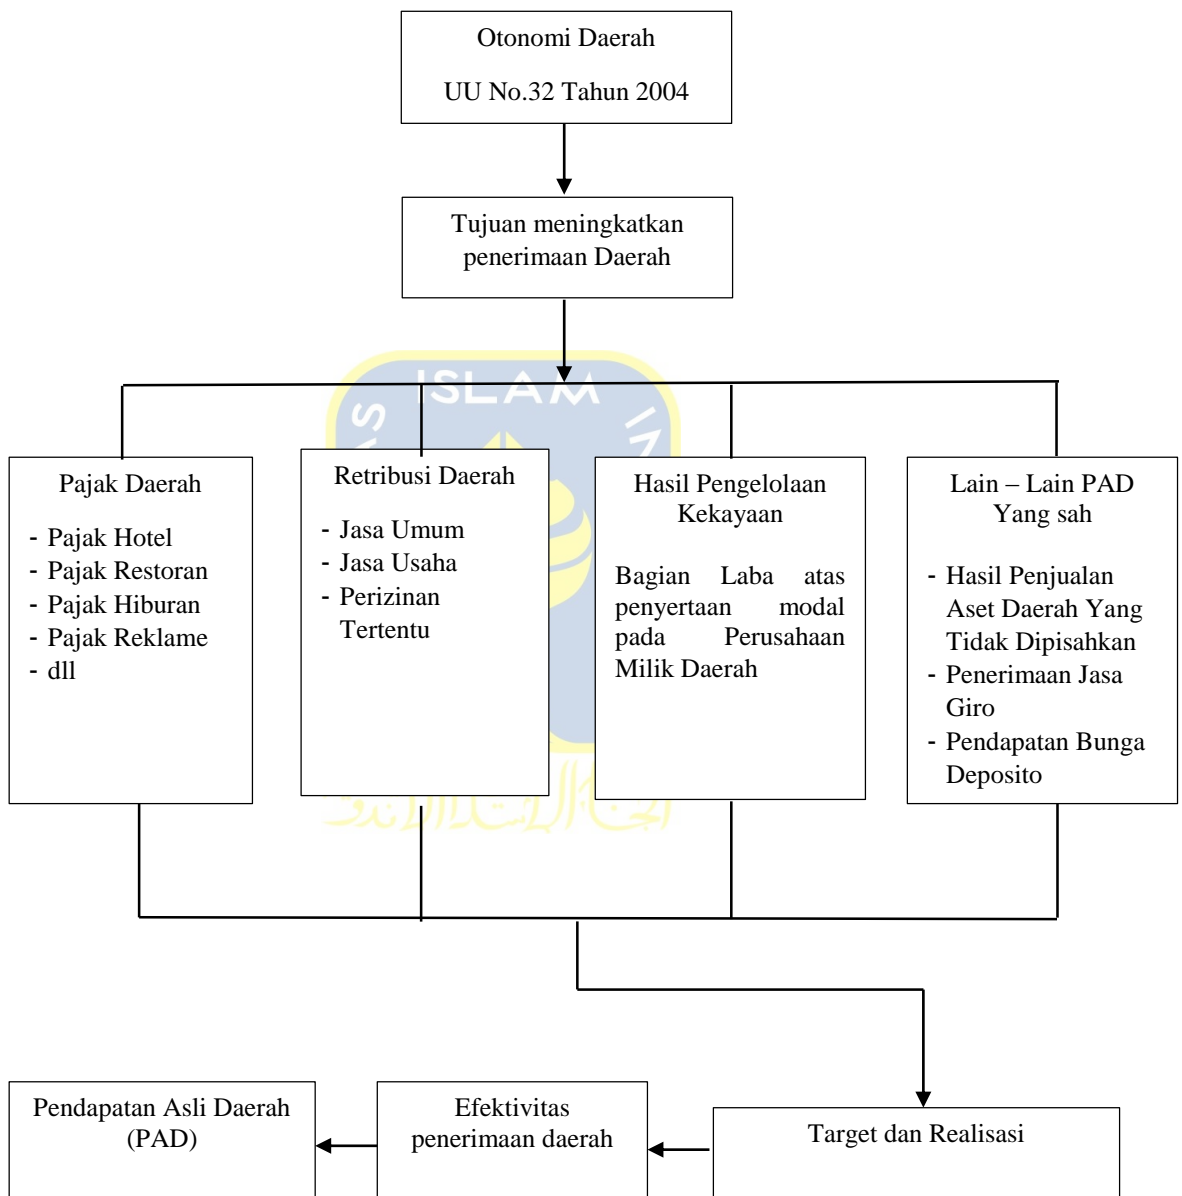 Otonomi Daerah
UU No.32 Tahun 2004
Tujuan meningkatkan
penerimaan Daerah
ISLAM
Pajak Daerah
- Pajak Hotel
- Pajak Restoran
- Pajak Hiburan
- Pajak Reklame
- dll
Retribusi Daerah
- Jasa Umum
- Jasa Usaha
- Perizinan
Tertentu
Hasil Pengelolaan
Kekayaan
Bagian Laba atas
penyertaan modal
pada Perusahaan
Milik Daerah
Lain – Lain PAD
Yang sah
- Hasil Penjualan
Aset Daerah Yang
Tidak Dipisahkan
- Penerimaan Jasa
Giro
- Pendapatan Bunga
Deposito
Pendapatan Asli Daerah
(PAD)
Efektivitas
penerimaan daerah
Target dan Realisasi